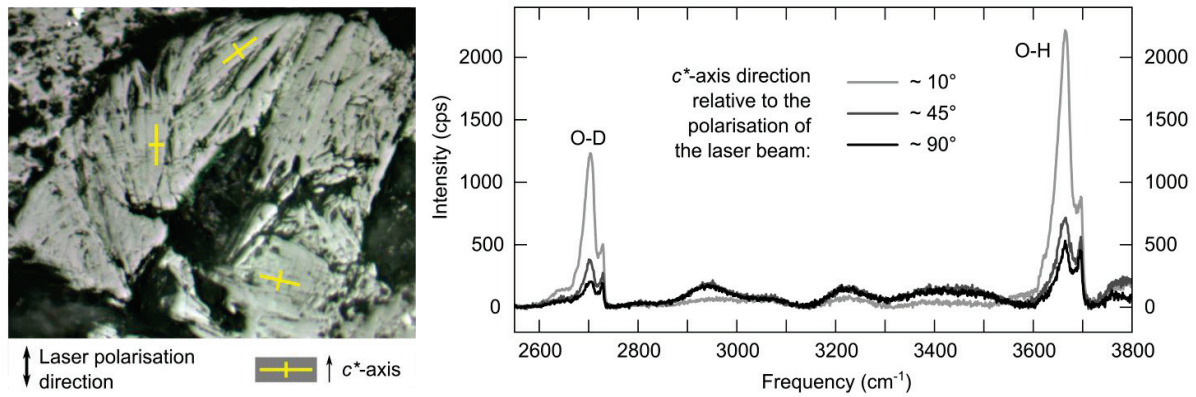 Laser polarisation
direction
c*-axis
Intensity (cps)
2000
1500
1000
500
0
O-D
O-H
c*-axis direction
relative to the
polarisation of
the laser beam:
~ 10°
~ 45°
~ 90°
2000
1500
1000
500
0
2600 2800 3000 3200 3400 3600 3800
Frequency (cm⁻¹)